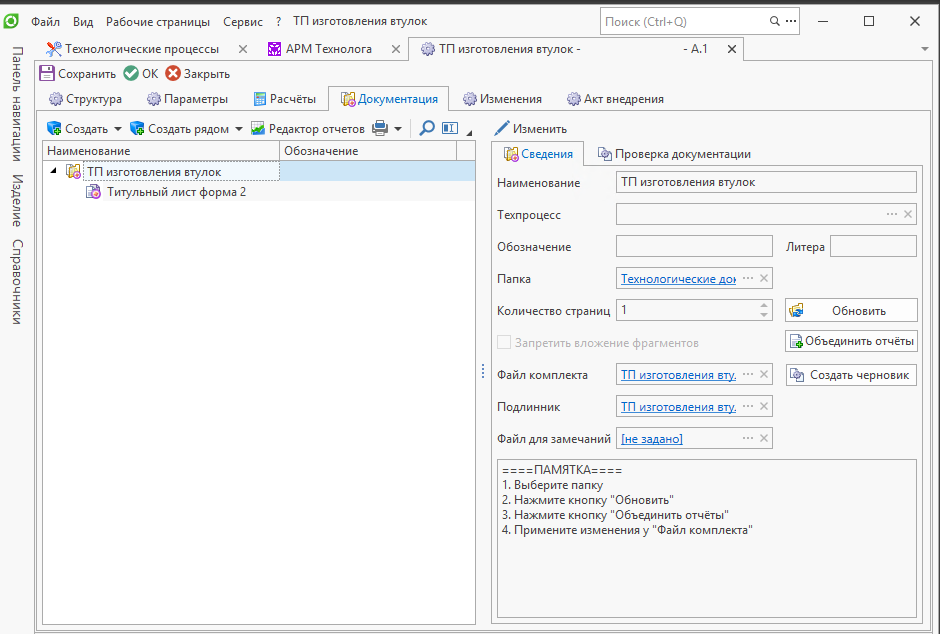 Файл Вид Рабочие страницы Сервис ? ТП изготовления втулок Поиск (Ctrl+Q)
Технологические процессы АРМ Технолога ТП изготовления втулок - - А.1
Сохранить ОК Закрыть
Структура Параметры Расчёты Документация Изменения Акт внедрения
Создать Создать рядом Редактор отчетов Изменить
Панель навигации
Изделие
Справочники
Наименование Обозначение
ТП изготовления втулок
Титульный лист форма 2
Сведения Проверка документации
Наименование ТП изготовления втулок
Техпроцесс
Обозначение Литера
Папка Технологические док
Количество страниц 1 Обновить
Запретить вложение фрагментов Объединить отчёты
Файл комплекта ТП изготовления вту. Создать черновик
Подлинник ТП изготовления вту.
Файл для замечаний [не задано]
====ПАМЯТКА====
1. Выберите папку
2. Нажмите кнопку "Обновить"
3. Нажмите кнопку "Объединить отчёты"
4. Примените изменения у "Файл комплекта"